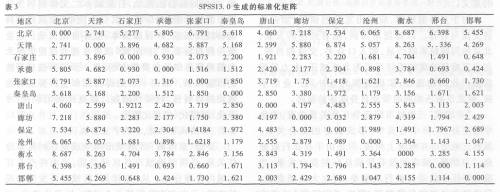 表 3 SPSS13. 0 生成的标准化矩阵
地区 北京 天津 石家庄 承德 张家口 秦皇岛 唐山 廊坊 保定 沧州 衡水 邢台 邯郸
北京 0.000 2.741 5.277 5.805 6.791 5.618 4.060 7.218 7.534 6.065 8.687 6.398 5.455
天津 2.741 0.000 3.896 4.682 5.887 5.168 2.599 5.880 6.874 5.057 8.263 5. .336 4.269
石家庄 5.277 3.896 0.000 0.930 2.073 2.200 1.921 2.283 3.220 1.681 4.704 1.491 0.648
承德 5.805 4.682 0.930 0.000 1.316 1.512 2.420 2.177 2.304 0.898 3.784 0.693 0.424
张家口 6.791 5.887 2.073 1.316 0.000 1.850 3.719 1.75 1.418 1.621 2.846 0.660 1.730
秦皇岛 5.618 5.168 2.200 1.512 1.850 0.000 2.850 3.380 1.972 1.179 3.156 1.671 1.621
唐山 4.060 2.599 1.9212 2.420 3.719 2.850 0.000 4.197 4.483 2.555 5.843 3.113 2.003
廊坊 7.218 5.880 2.283 2.177 1.750 3.380 4.197 0.000 3.032 2.879 4.319 1.794 2.429
保定 7.534 6.874 3.220 2.304 1.4184 1.972 4.483 3.032 0.000 1.989 1.491 1.7967 2.689
沧州 6.065 5.057 1.681 0.898 1.6218 1.179 2.555 2.879 1.989 0.000 3.364 1.143 1.047
衡水 8.687 8.263 4.704 3.784 2.846 3.156 5.843 4.319 1.491 3.364 0.000 3.285 4.155
邢台 6.398 5.336 1.491 0.693 0.660 1.671 3.113 1.794 1.796 1.143 3.285 0.000 1.114
邯郸 5.455 4.269 0.648 0.424 1.730 1.621 2.003 2.429 2.689 1.047 4.155 1.114 0.000